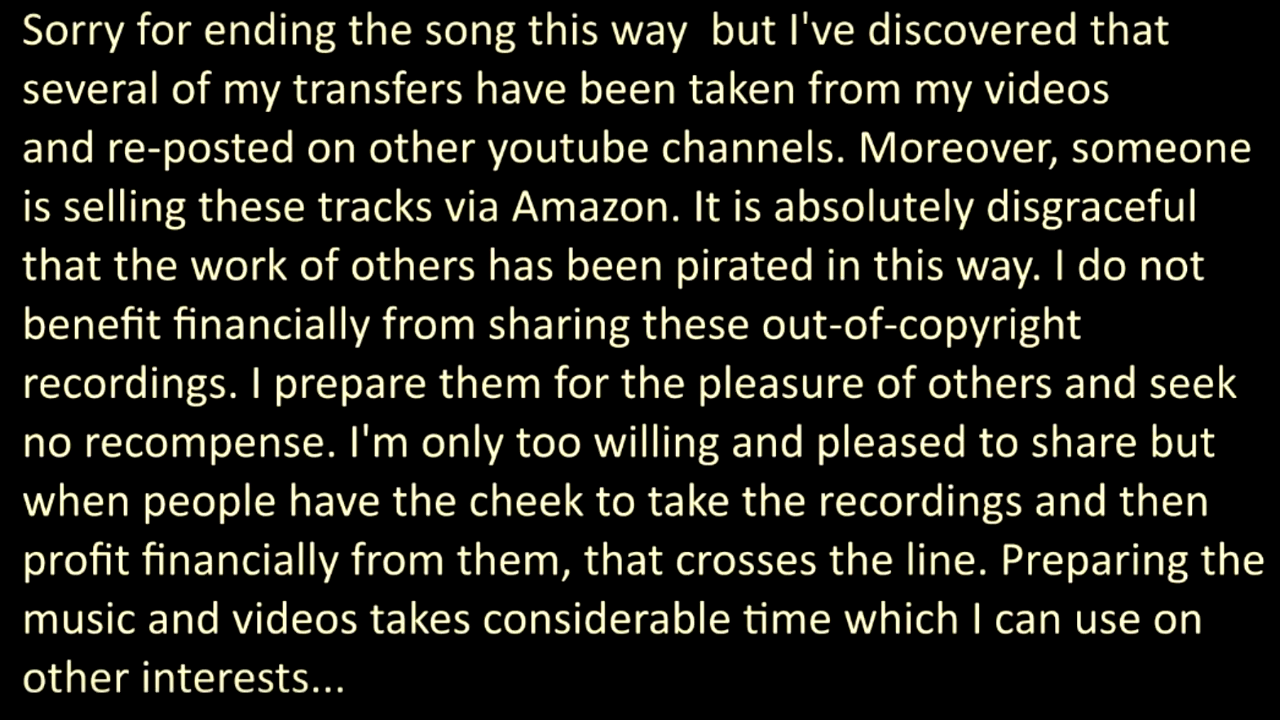 Sorry for ending the song this way  but I've discovered that
several of my transfers have been taken from my videos
and re-posted on other youtube channels. Moreover, someone
is selling these tracks via Amazon. It is absolutely disgraceful
that the work of others has been pirated in this way. I do not
benefit financially from sharing these out-of-copyright
recordings. I prepare them for the pleasure of others and seek
no recompense. I'm only too willing and pleased to share but
when people have the cheek to take the recordings and then
profit financially from them, that crosses the line. Preparing the
music and videos takes considerable time which I can use on
other interests...